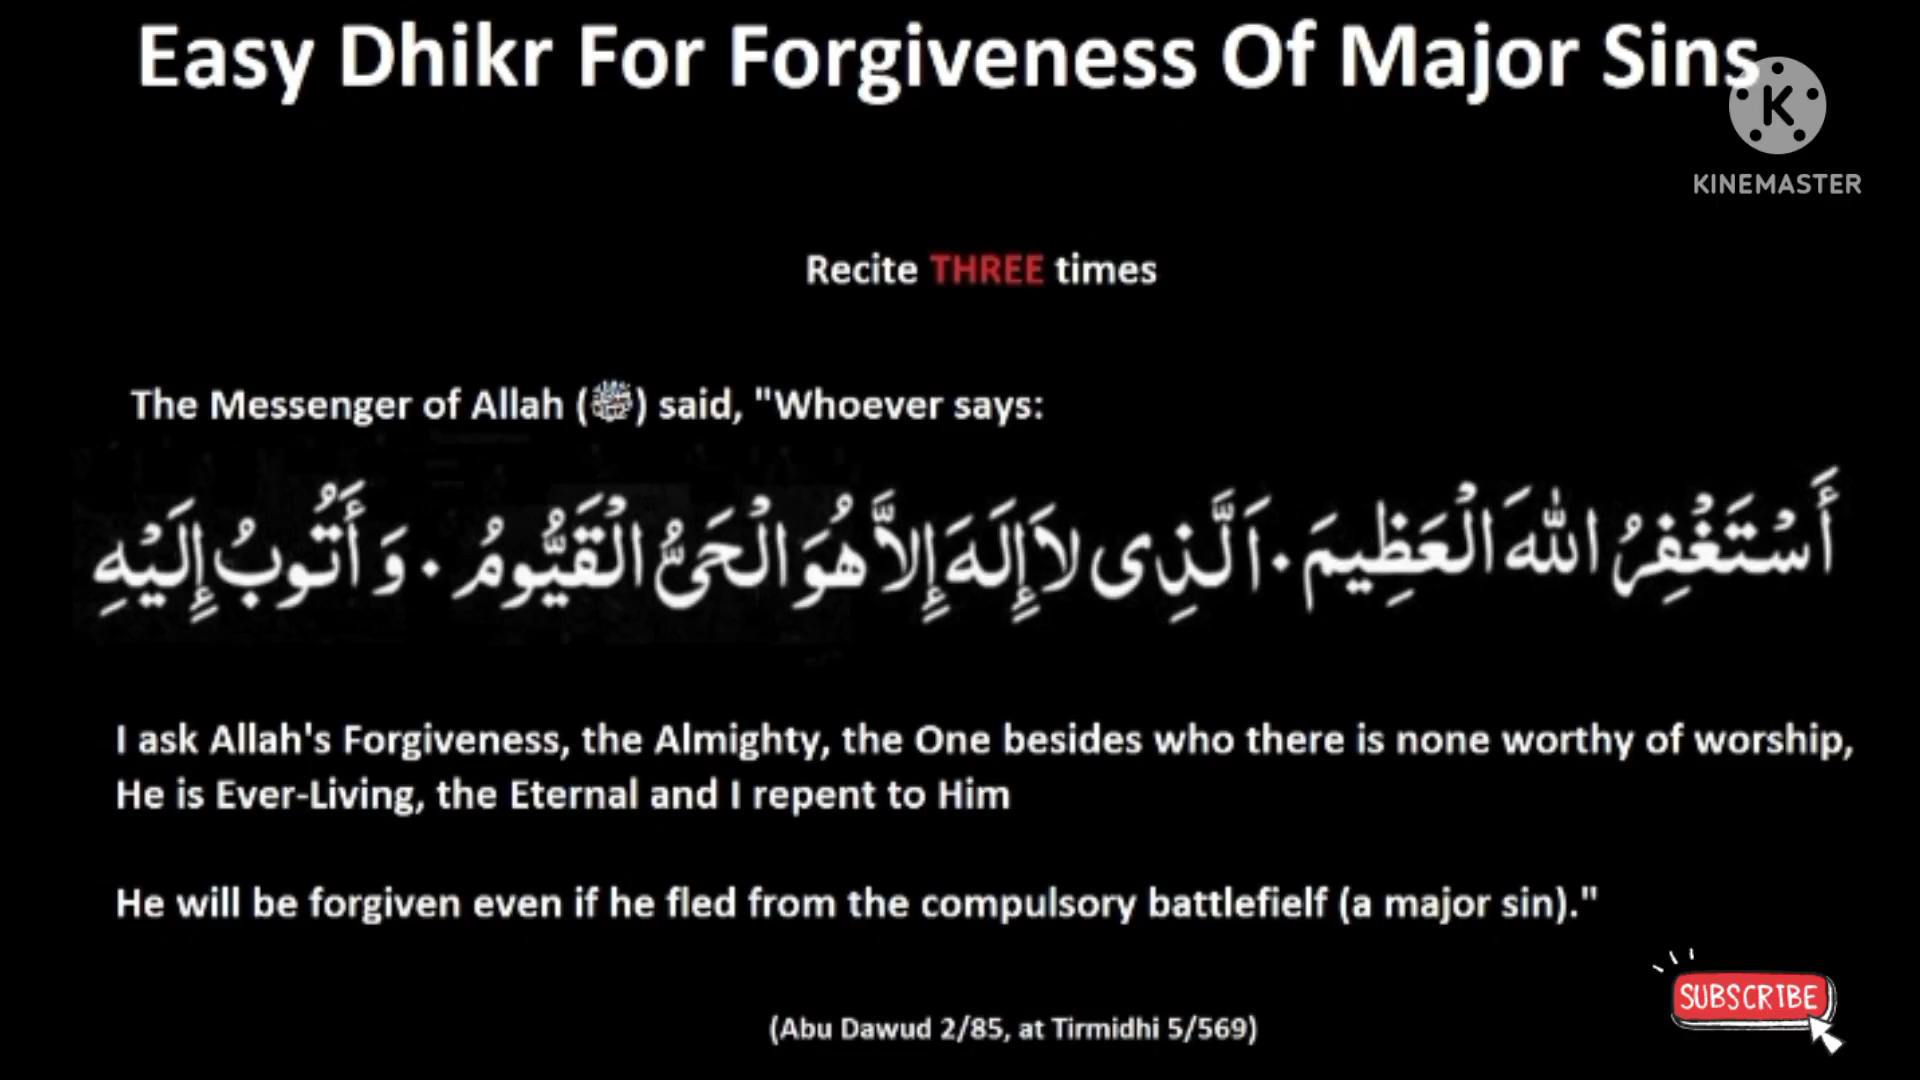 Easy Dhikr For Forgiveness Of Major Sins
KINEMASTER
Recite THREE times
The Messenger of Allah (ﷺ) said, "Whoever says:
أَسْتَغْفِرُ اللهَ الْعَظِيمَ ۰ اَلَّذِى لاَإِلَهَ إِلاَّ هُوَ الْحَىُّ الْقَيُّومُ ۰ وَ أَتُوبُ إِلَيْهِ
I ask Allah's Forgiveness, the Almighty, the One besides who there is none worthy of worship,
He is Ever-Living, the Eternal and I repent to Him
He will be forgiven even if he fled from the compulsory battlefielf (a major sin)."
SUBSCRIBE
(Abu Dawud 2/85, at Tirmidhi 5/569)